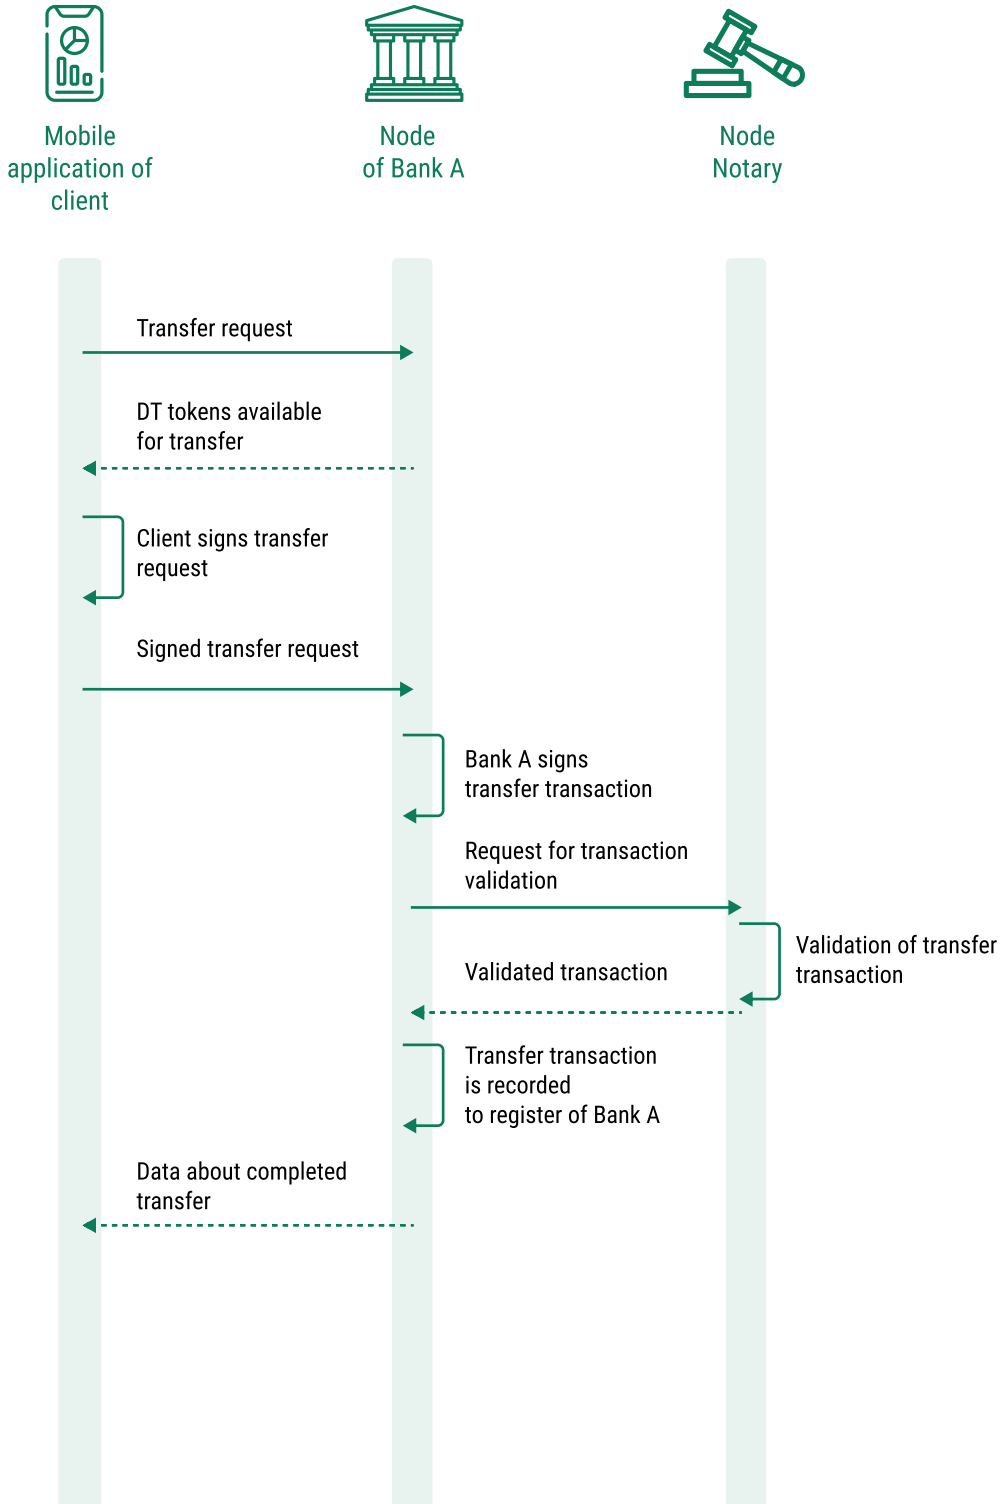 Mobile
application of
client
Node
of Bank A
Node
Notary
Transfer request
DT tokens available
for transfer
Client signs transfer
request
Signed transfer request
Bank A signs
transfer transaction
Request for transaction
validation
Validation of transfer
transaction
Validated transaction
Transfer transaction
is recorded
to register of Bank A
Data about completed
transfer